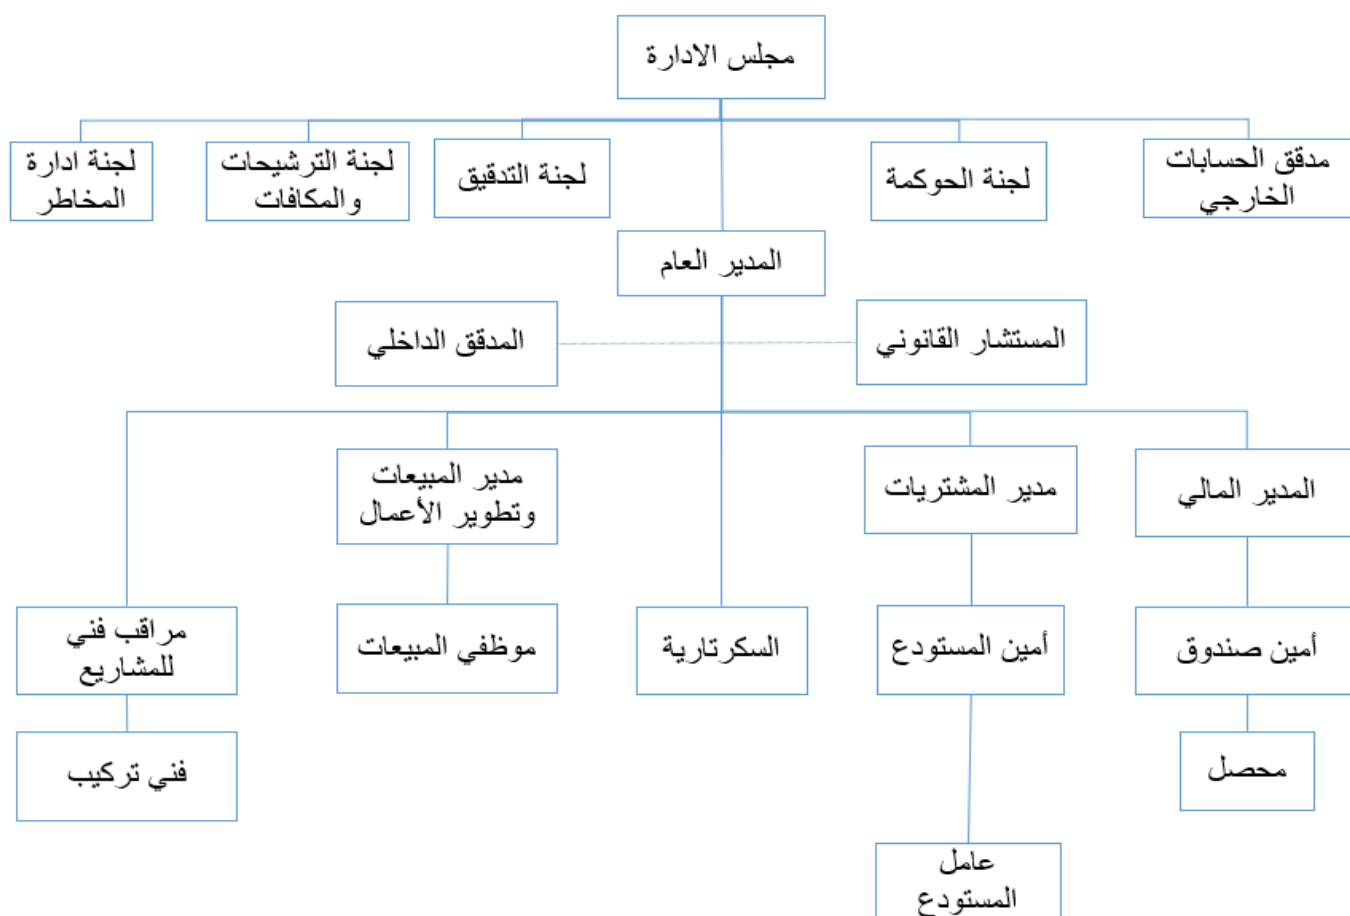 مجلس الادارة
مدقق الحسابات
الخارجي
لجنة الحوكمة
لجنة التدقيق
لجنة الترشيحات
والمكافات
لجنة ادارة
المخاطر
المدير العام
المستشار القانوني
المدقق الداخلي
المدير المالي
مدير المشتريات
مدير المبيعات
وتطوير الأعمال
أمين صندوق
أمين المستودع
السكرتارية
موظفي المبيعات
مراقب فني
للمشاريع
محصل
فني تركيب
عامل
المستودع